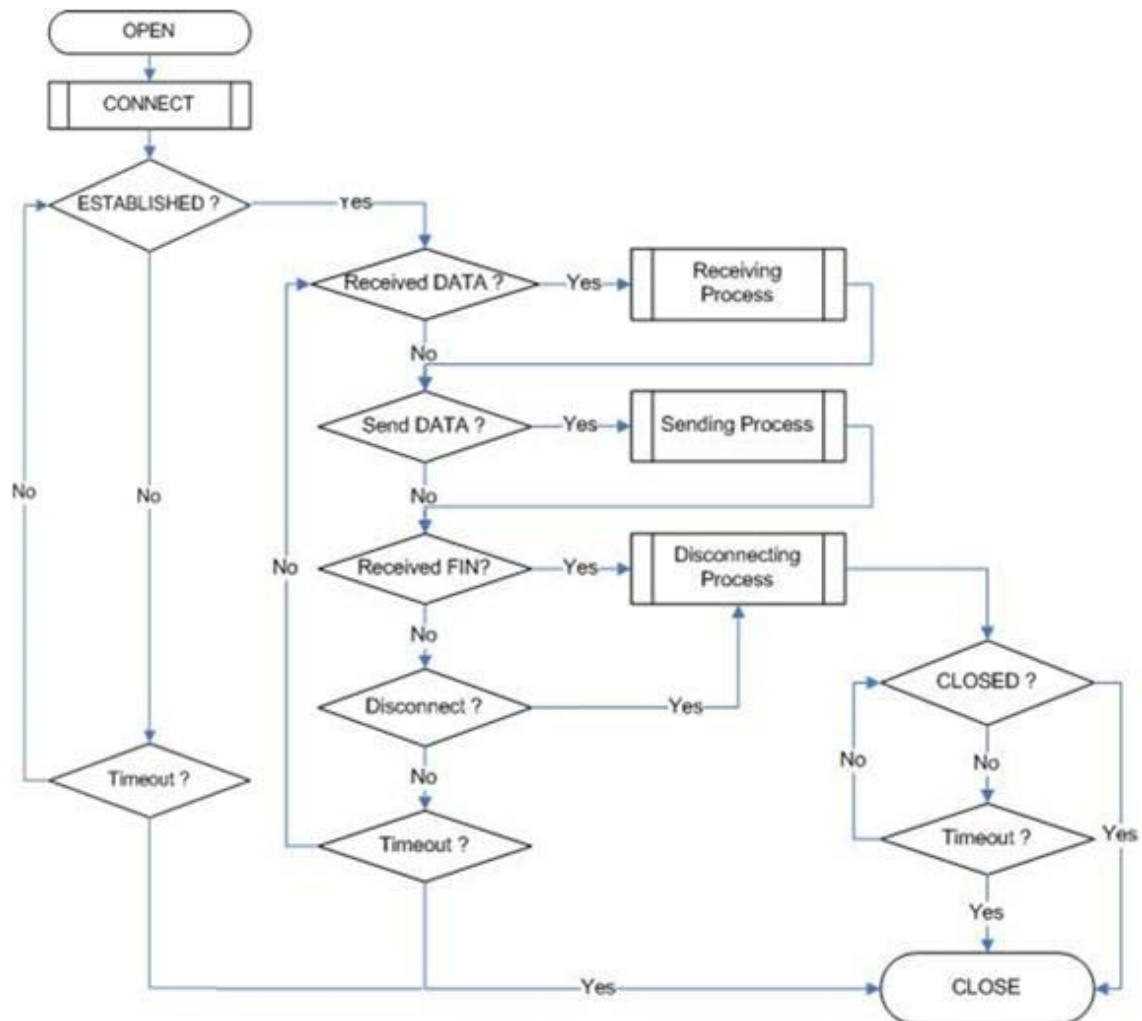 OPEN
CONNECT
ESTABLISHED ?
Yes
Received DATA ?
Yes
Receiving
Process
No
Send DATA ?
Yes
Sending Process
No
No
No
Received FIN?
Yes
Disconnecting
Process
No
No
Disconnect ?
Yes
CLOSED ?
No
No
No
Timeout ?
Timeout ?
Timeout ?
Yes
Yes
Yes
CLOSE